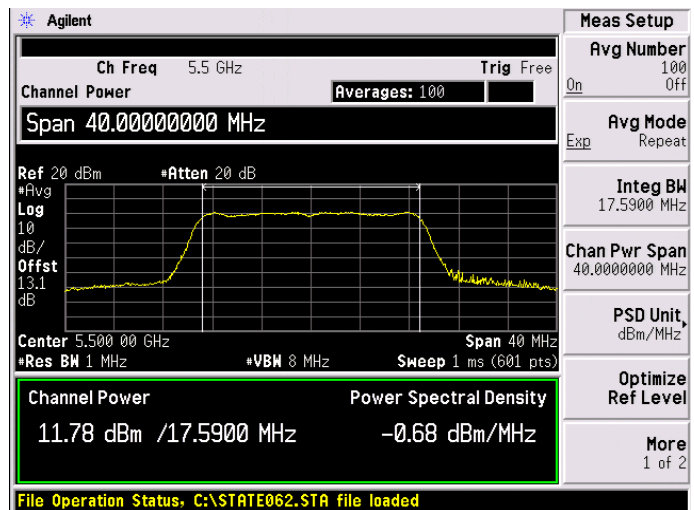 Agilent
Meas Setup
Ch Freq 5.5 GHz Trig Free
Channel Power Averages: 100
Span 40.00000000 MHz
Ref 20 dBm #Atten 20 dB
#Avg
Log
10
dB/
Offst
13.1
dB
Center 5.500 00 GHz Span 40 MHz
#Res BW 1 MHz #VBW 8 MHz Sweep 1 ms (601 pts)
Channel Power Power Spectral Density
11.78 dBm /17.5900 MHz -0.68 dBm/MHz
File Operation Status, C:\STATE062.STA file loaded
Avg Number
100
On Off
Avg Mode
Exp Repeat
Integ BW
17.5900 MHz
Chan Pwr Span
40.0000000 MHz
PSD Unit
dBm/MHz
Optimize
Ref Level
More
1 of 2